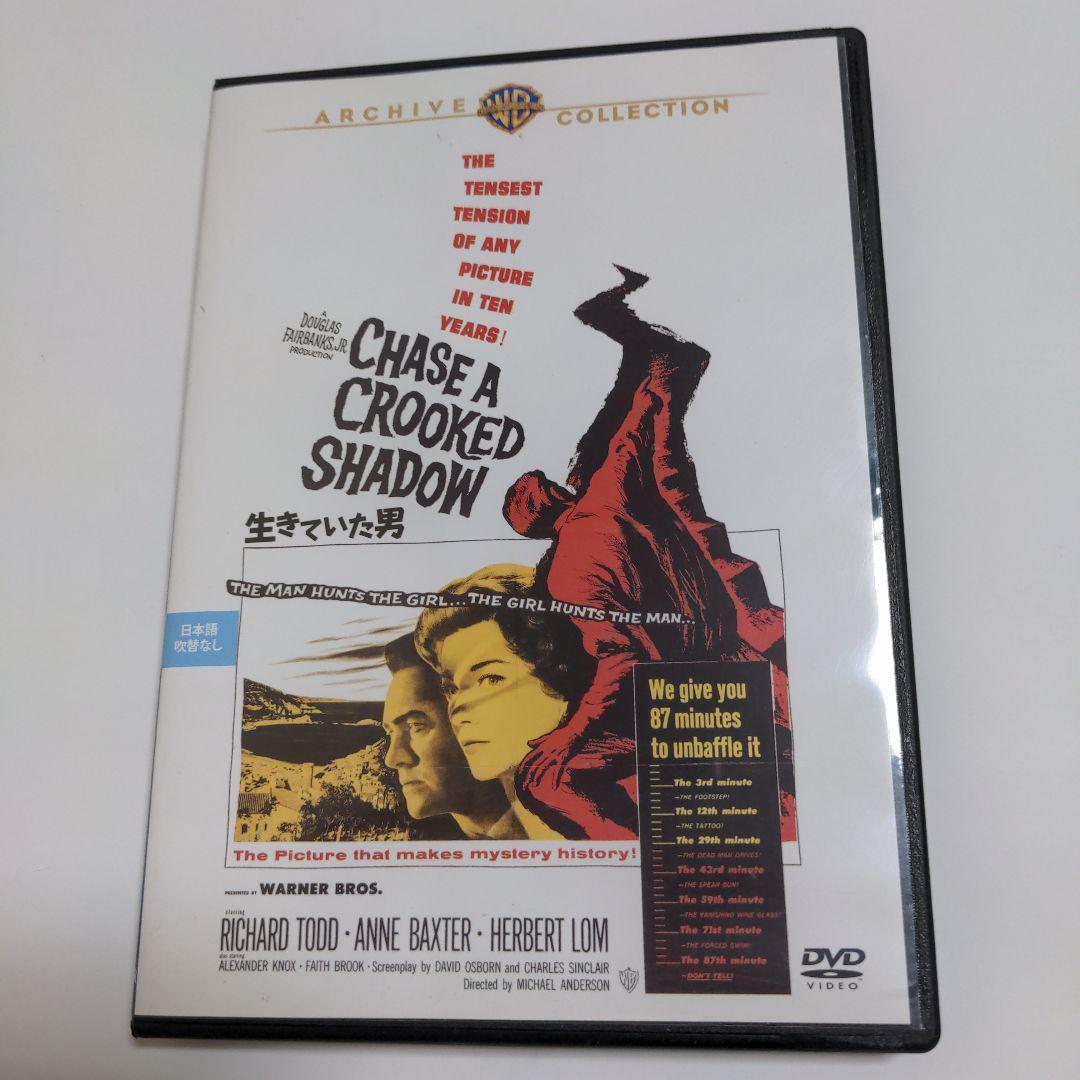 ARCHIVE WB COLLECTION
THE
TENSEST
TENSION
OF ANY
PICTURE
IN TEN
YEARS!
A
DOUGLAS
FAIRBANKS, JR.
PRODUCTION
CHASE A
CROOKED
SHADOW
生きていた男
THE MAN HUNTS THE GIRL...THE GIRL HUNTS THE MAN...
日本語
吹替なし
We give you
87 minutes
to unbaffle it
The 3rd minute
—THE FOOTSTEP!
The 12th minute
—THE TATTOO!
The 29th minute
—THE DEAD MAN DRIVES!
The 43rd minute
—THE SPEAR GUN!
The 59th minute
—THE VANISHING WINE GLASS!
The 71st minute
—THE FORCED SWIM!
The 87th minute
—DON'T TELL!
The Picture that makes mystery history!
PRESENTED BY WARNER BROS.
starring
RICHARD TODD · ANNE BAXTER · HERBERT LOM
also starring
ALEXANDER KNOX · FAITH BROOK · Screenplay by DAVID OSBORN and CHARLES SINCLAIR
Directed by MICHAEL ANDERSON
WB
DVD
VIDEO